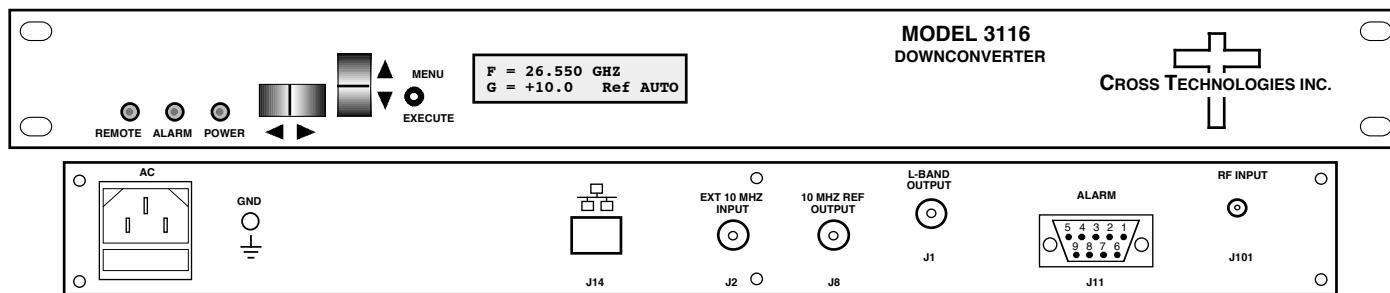 MODEL 3116
DOWNCONVERTER
CROSS TECHNOLOGIES INC.
MENU
EXECUTE
F = 26.550 GHZ
G = +10.0 Ref AUTO
REMOTE ALARM POWER
AC
GND
J14
EXT 10 MHZ
INPUT
J2
10 MHZ REF
OUTPUT
J8
L-BAND
OUTPUT
J1
ALARM
5 4 3 2 1
9 8 7 6
J11
RF INPUT
J101